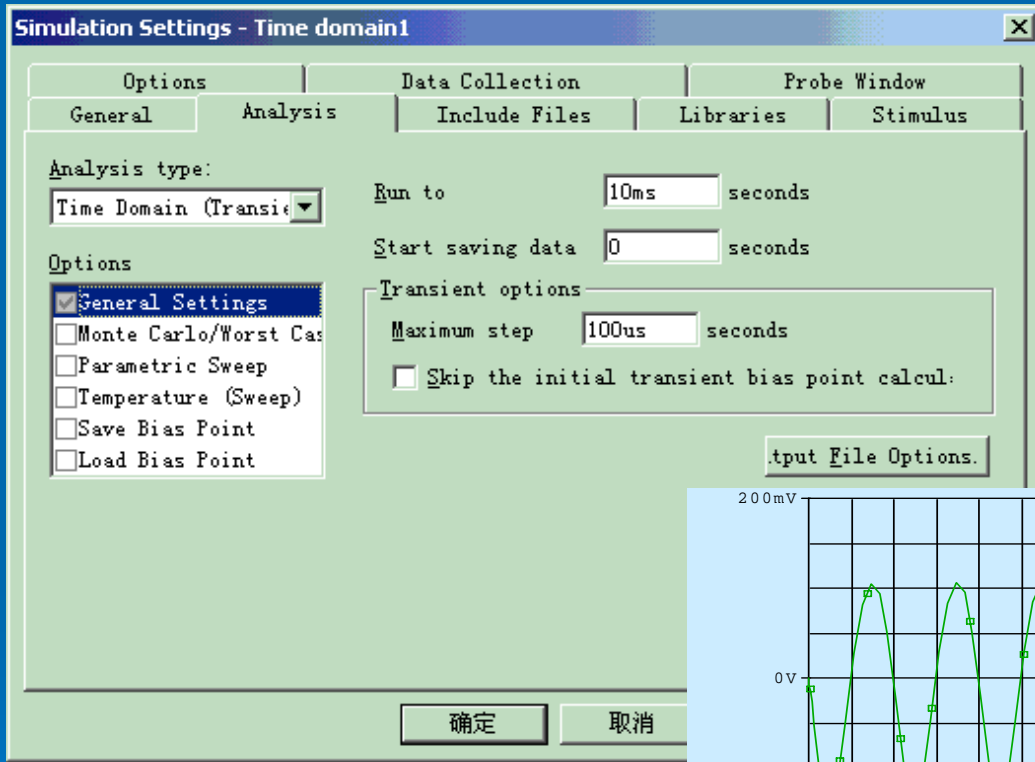 Simulation Settings - Time domain1
Options Data Collection Probe Window
General Analysis Include Files Libraries Stimulus
Analysis type:
Time Domain (Transie
Options
General Settings
Monte Carlo/Worst Cas
Parametric Sweep
Temperature (Sweep)
Save Bias Point
Load Bias Point
Run to 10ms seconds
Start saving data 0 seconds
Transient options
Maximum step 100us seconds
Skip the initial transient bias point calcul
.tput File Options.
确定 取消
200mV
0V